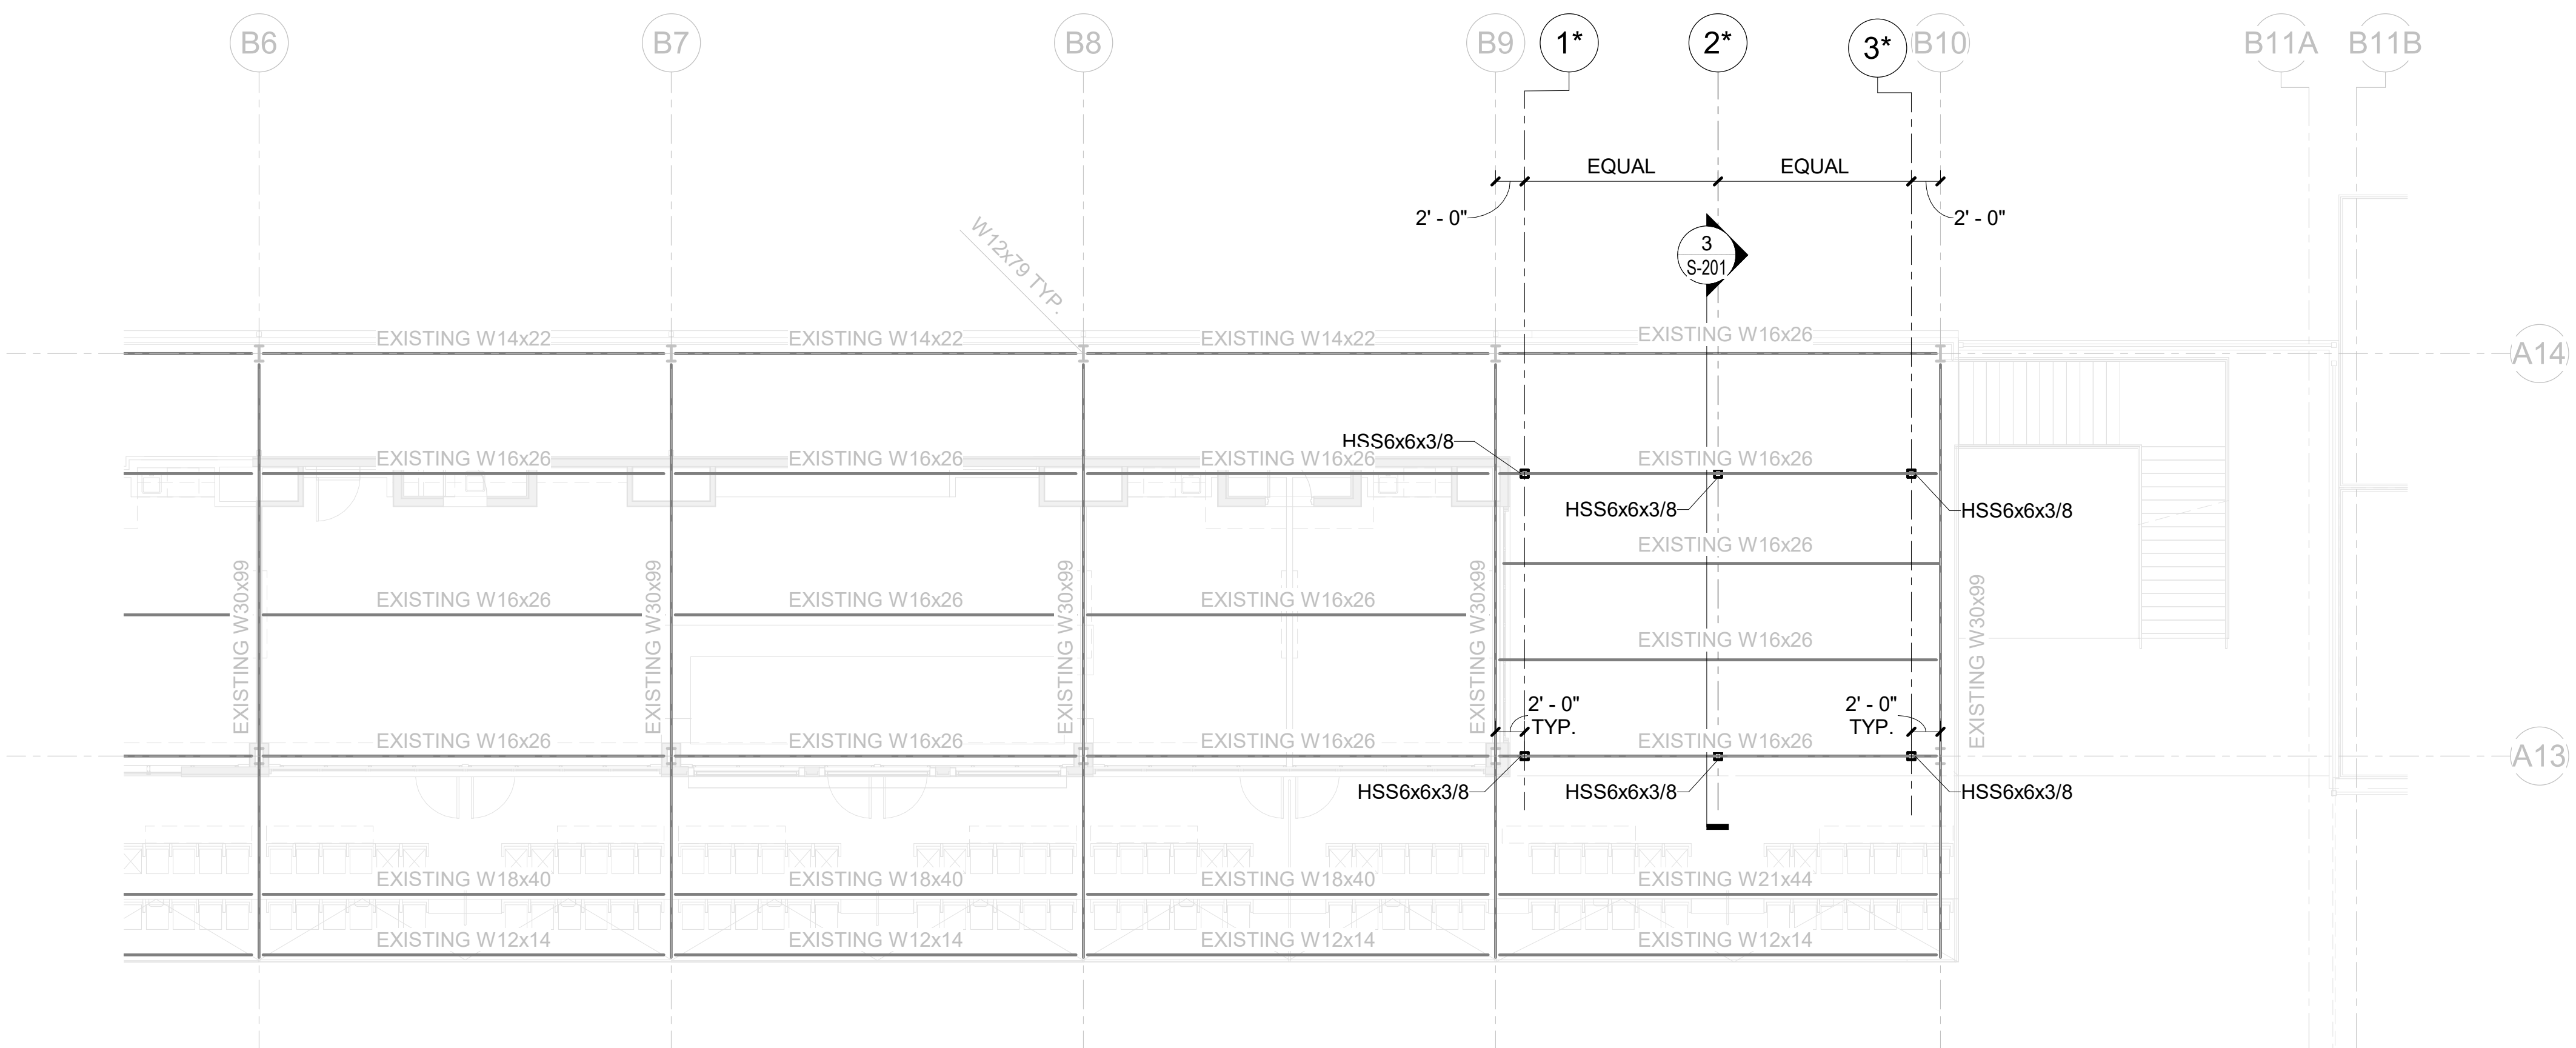 B6
B7
B8
B9
1*
2*
3*
B10
B11A
B11B
EQUAL
EQUAL
2' - 0"
2' - 0"
W12x79 TYP.
3
S-201
EXISTING W14x22
EXISTING W14x22
EXISTING W14x22
EXISTING W16x26
A14
HSS6x6x3/8
EXISTING W16x26
EXISTING W16x26
EXISTING W16x26
EXISTING W16x26
HSS6x6x3/8
HSS6x6x3/8
EXISTING W16x26
EXISTING W16x26
EXISTING W16x26
EXISTING W16x26
EXISTING W16x26
EXISTING W30x99
EXISTING W30x99
EXISTING W30x99
EXISTING W30x99
EXISTING W30x99
2' - 0"
TYP.
2' - 0"
TYP.
EXISTING W16x26
EXISTING W16x26
EXISTING W16x26
EXISTING W16x26
A13
HSS6x6x3/8
HSS6x6x3/8
HSS6x6x3/8
EXISTING W18x40
EXISTING W18x40
EXISTING W18x40
EXISTING W21x44
EXISTING W12x14
EXISTING W12x14
EXISTING W12x14
EXISTING W12x14